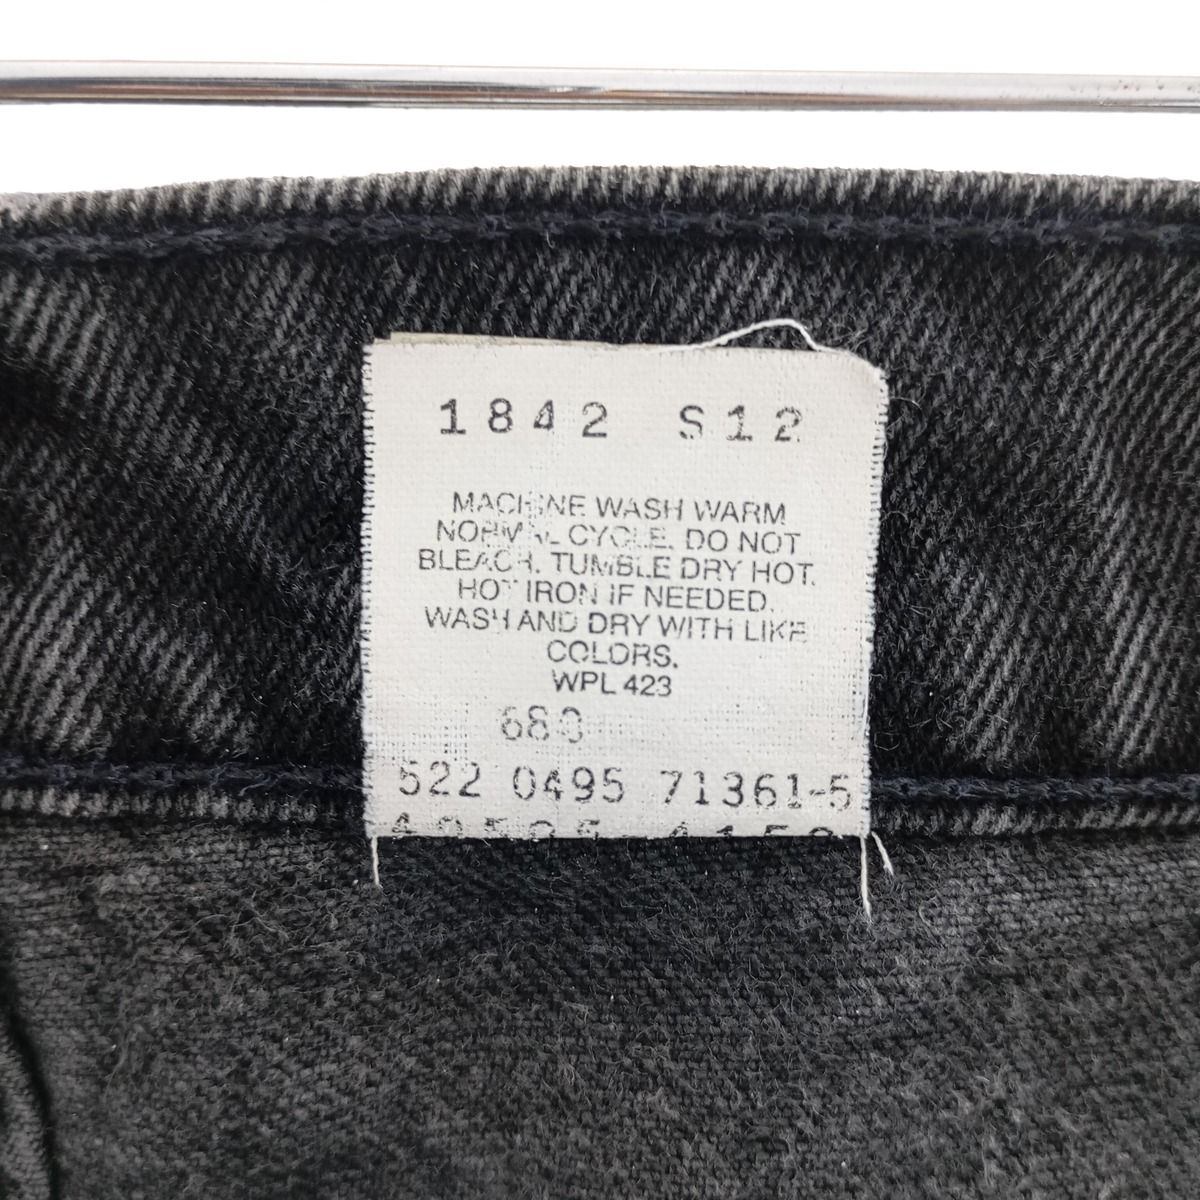 1842 S12
MACHINE WASH WARM
NORMAL CYCLE. DO NOT
BLEACH. TUMBLE DRY HOT.
HOT IRON IF NEEDED.
WASH AND DRY WITH LIKE
COLORS.
WPL 423
680
522 0495 71361-5